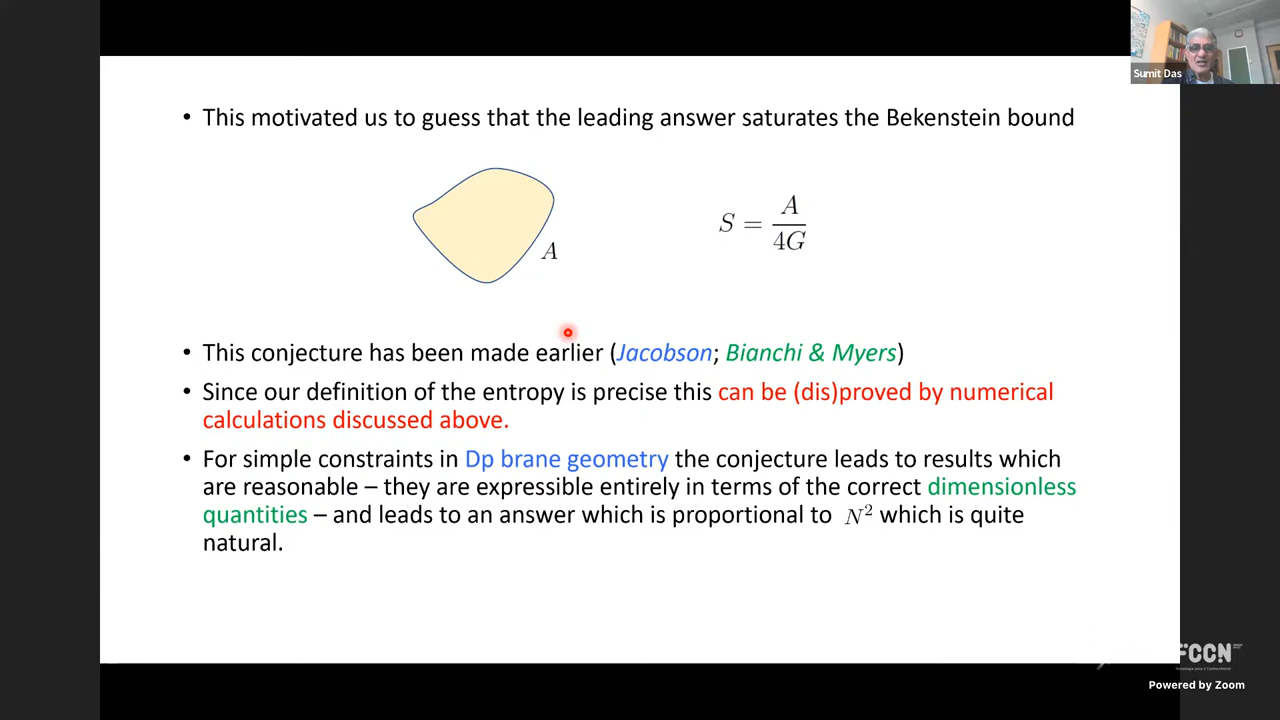 Sumit Das
• This motivated us to guess that the leading answer saturates the Bekenstein bound
A
S = A/4G
• This conjecture has been made earlier (Jacobson; Bianchi & Myers)
• Since our definition of the entropy is precise this can be (dis)proved by numerical
calculations discussed above.
• For simple constraints in Dp brane geometry the conjecture leads to results which
are reasonable – they are expressible entirely in terms of the correct dimensionless
quantities – and leads to an answer which is proportional to N² which is quite
natural.
FCCN
Powered by Zoom